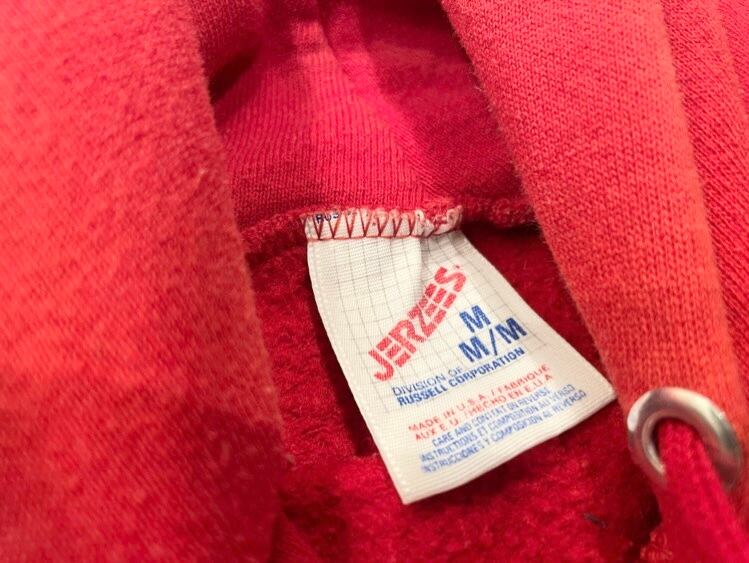 JERZEES
M
M/M
DIVISION OF
RUSSELL CORPORATION
MADE IN U.S.A. / FABRIQUÉ
AUX E.U. / HECHO EN E.U.A
CARE AND CONTENT ON REVERSE
INSTRUCTIONS ET COMPOSITION AU VERSO
INSTRUCCIONES Y COMPOSICION AL REVERSO